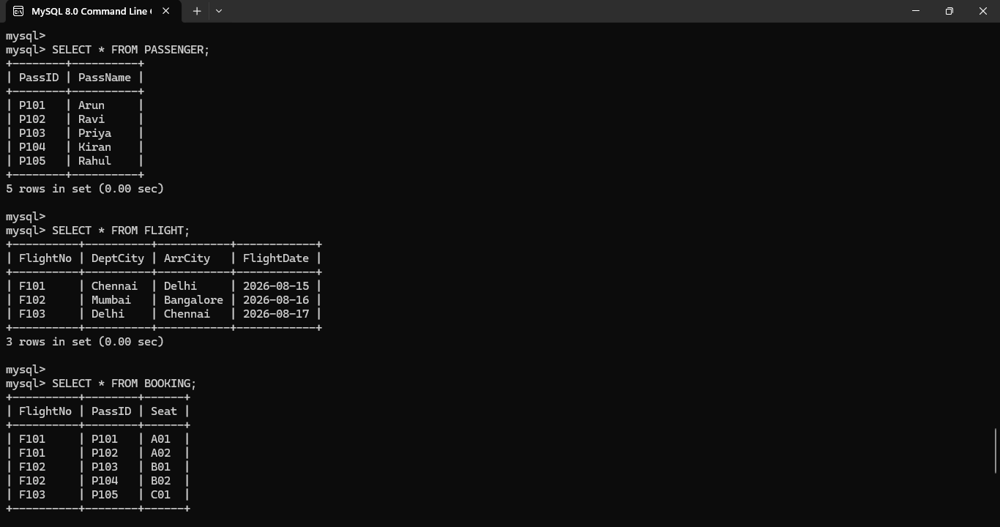 MySQL 8.0 Command Line
mysql>
mysql> SELECT * FROM PASSENGER;
+--------+----------+
| PassID | PassName |
+--------+----------+
| P101   | Arun     |
| P102   | Ravi     |
| P103   | Priya    |
| P104   | Kiran    |
| P105   | Rahul    |
+--------+----------+
5 rows in set (0.00 sec)

mysql>
mysql> SELECT * FROM FLIGHT;
+----------+----------+-----------+------------+
| FlightNo | DeptCity | ArrCity   | FlightDate |
+----------+----------+-----------+------------+
| F101     | Chennai  | Delhi     | 2026-08-15 |
| F102     | Mumbai   | Bangalore | 2026-08-16 |
| F103     | Delhi    | Chennai   | 2026-08-17 |
+----------+----------+-----------+------------+
3 rows in set (0.00 sec)

mysql>
mysql> SELECT * FROM BOOKING;
+----------+--------+------+
| FlightNo | PassID | Seat |
+----------+--------+------+
| F101     | P101   | A01  |
| F101     | P102   | A02  |
| F102     | P103   | B01  |
| F102     | P104   | B02  |
| F103     | P105   | C01  |
+----------+--------+------+